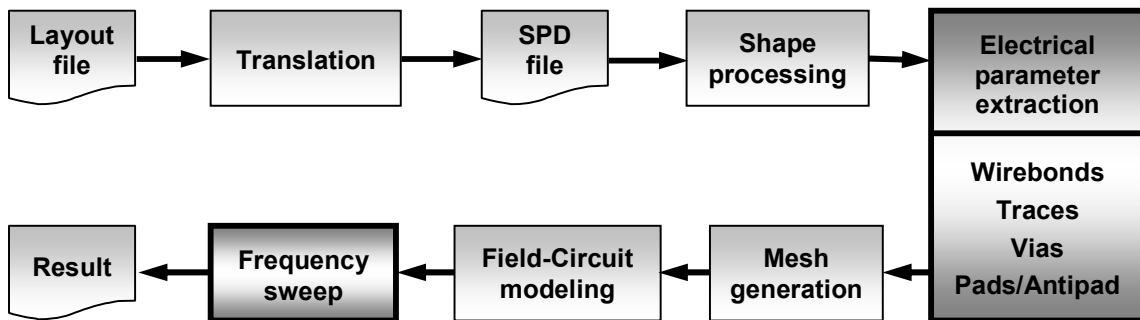 Layout
file
Translation
SPD
file
Shape
processing
Electrical
parameter
extraction
Wirebonds
Traces
Vias
Pads/Antipad
Mesh
generation
Field-Circuit
modeling
Frequency
sweep
Result